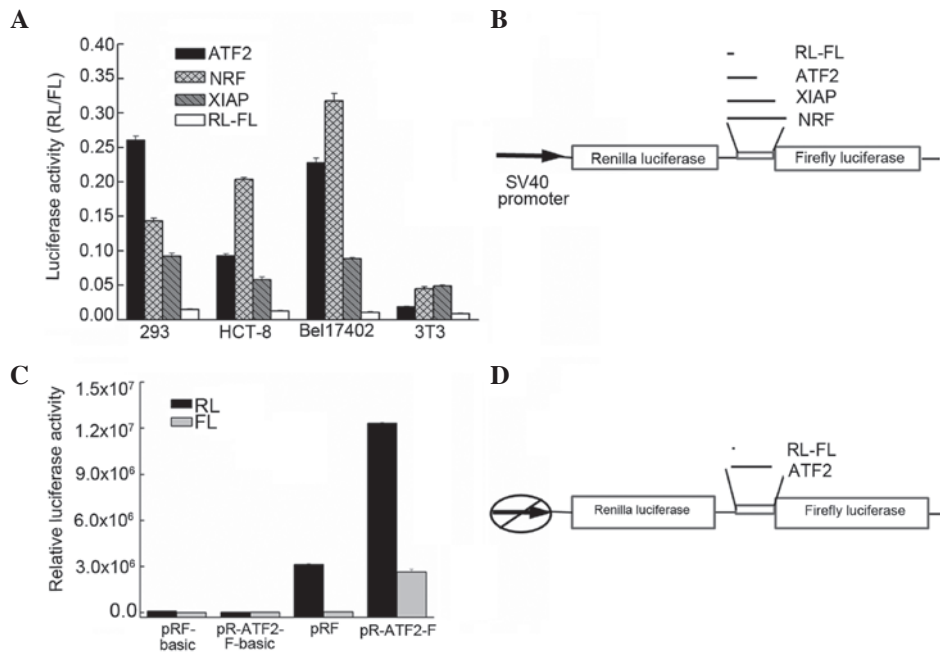 A
Luciferase activity (RL/FL)
0.40
0.35
0.30
0.25
0.20
0.15
0.10
0.05
0.00
ATF2
NRF
XIAP
RL-FL
293
HCT-8
Bel17402
3T3
B
RL-FL
ATF2
XIAP
NRF
SV40
promoter
Renilla luciferase
Firefly luciferase
C
Relative luciferase activity
1.5x10⁷
1.2x10⁷
9.0x10⁶
6.0x10⁶
3.0x10⁶
0.0
RL
FL
pRF-
basic
pR-ATF2-
F-basic
pRF
pR-ATF2-F
D
RL-FL
ATF2
Renilla luciferase
Firefly luciferase